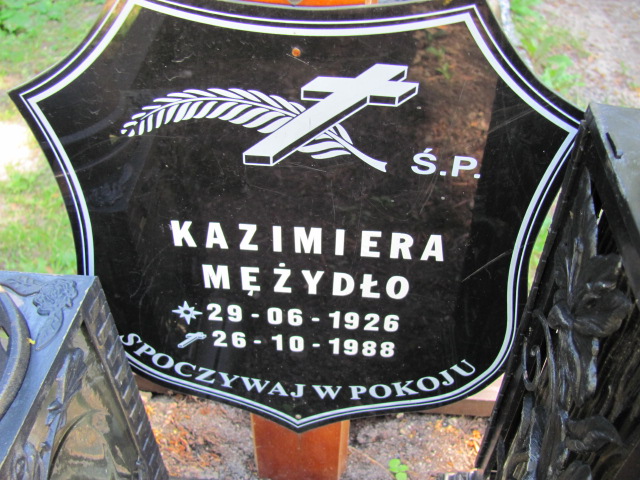 Ś.P.
KAZIMIERA
MĘŻYDŁO
29-06-1926
26-10-1988
SPOCZYWAJ W POKOJU